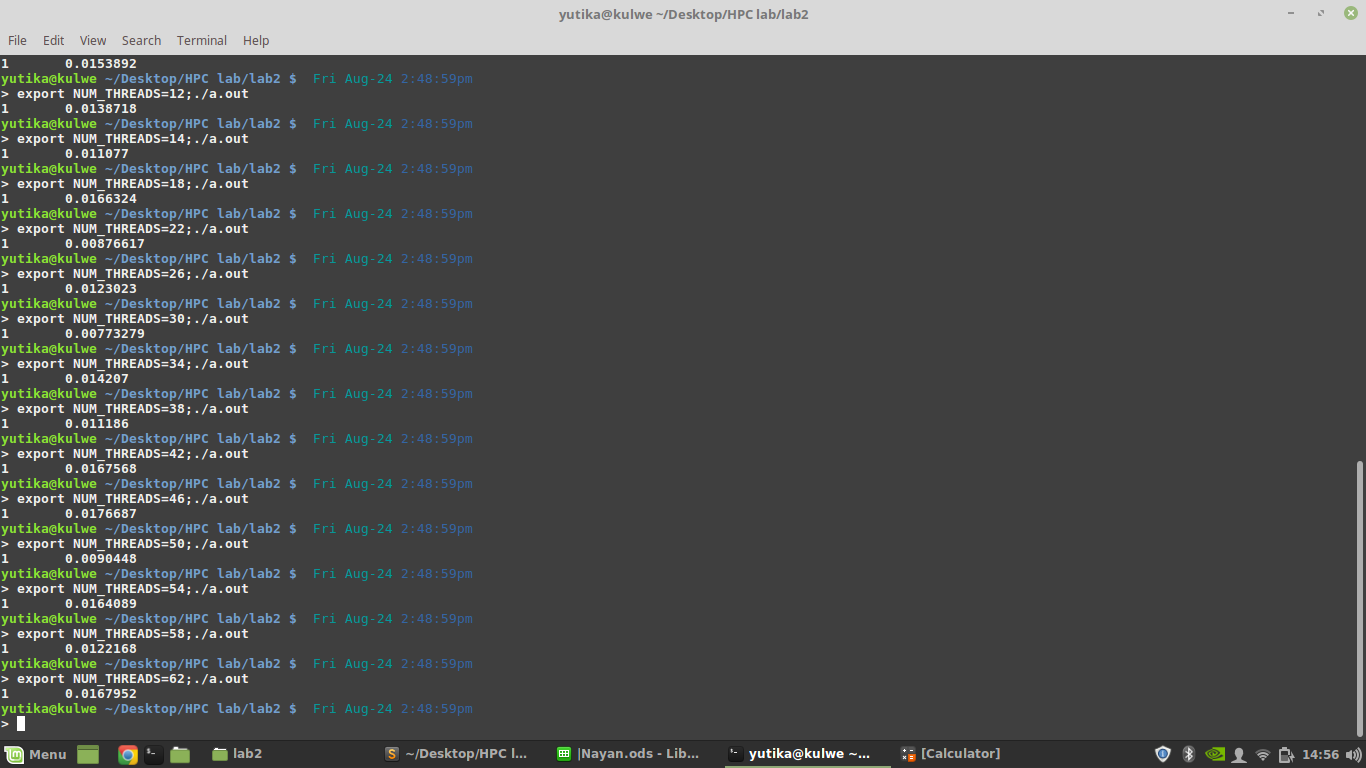 yutika@kulwe ~/Desktop/HPC lab/lab2
File Edit View Search Terminal Help
1 0.0153892
yutika@kulwe ~/Desktop/HPC lab/lab2 $ Fri Aug-24 2:48:59pm
> export NUM_THREADS=12;./a.out
1 0.0138718
yutika@kulwe ~/Desktop/HPC lab/lab2 $ Fri Aug-24 2:48:59pm
> export NUM_THREADS=14;./a.out
1 0.011077
yutika@kulwe ~/Desktop/HPC lab/lab2 $ Fri Aug-24 2:48:59pm
> export NUM_THREADS=18;./a.out
1 0.0166324
yutika@kulwe ~/Desktop/HPC lab/lab2 $ Fri Aug-24 2:48:59pm
> export NUM_THREADS=22;./a.out
1 0.00876617
yutika@kulwe ~/Desktop/HPC lab/lab2 $ Fri Aug-24 2:48:59pm
> export NUM_THREADS=26;./a.out
1 0.0123023
yutika@kulwe ~/Desktop/HPC lab/lab2 $ Fri Aug-24 2:48:59pm
> export NUM_THREADS=30;./a.out
1 0.00773279
yutika@kulwe ~/Desktop/HPC lab/lab2 $ Fri Aug-24 2:48:59pm
> export NUM_THREADS=34;./a.out
1 0.014207
yutika@kulwe ~/Desktop/HPC lab/lab2 $ Fri Aug-24 2:48:59pm
> export NUM_THREADS=38;./a.out
1 0.011186
yutika@kulwe ~/Desktop/HPC lab/lab2 $ Fri Aug-24 2:48:59pm
> export NUM_THREADS=42;./a.out
1 0.0167568
yutika@kulwe ~/Desktop/HPC lab/lab2 $ Fri Aug-24 2:48:59pm
> export NUM_THREADS=46;./a.out
1 0.0176687
yutika@kulwe ~/Desktop/HPC lab/lab2 $ Fri Aug-24 2:48:59pm
> export NUM_THREADS=50;./a.out
1 0.0090448
yutika@kulwe ~/Desktop/HPC lab/lab2 $ Fri Aug-24 2:48:59pm
> export NUM_THREADS=54;./a.out
1 0.0164089
yutika@kulwe ~/Desktop/HPC lab/lab2 $ Fri Aug-24 2:48:59pm
> export NUM_THREADS=58;./a.out
1 0.0122168
yutika@kulwe ~/Desktop/HPC lab/lab2 $ Fri Aug-24 2:48:59pm
> export NUM_THREADS=62;./a.out
1 0.0167952
yutika@kulwe ~/Desktop/HPC lab/lab2 $ Fri Aug-24 2:48:59pm
>
Menu lab2 ~/Desktop/HPC l... |Nayan.ods - Lib... yutika@kulwe ~... [Calculator] 14:56